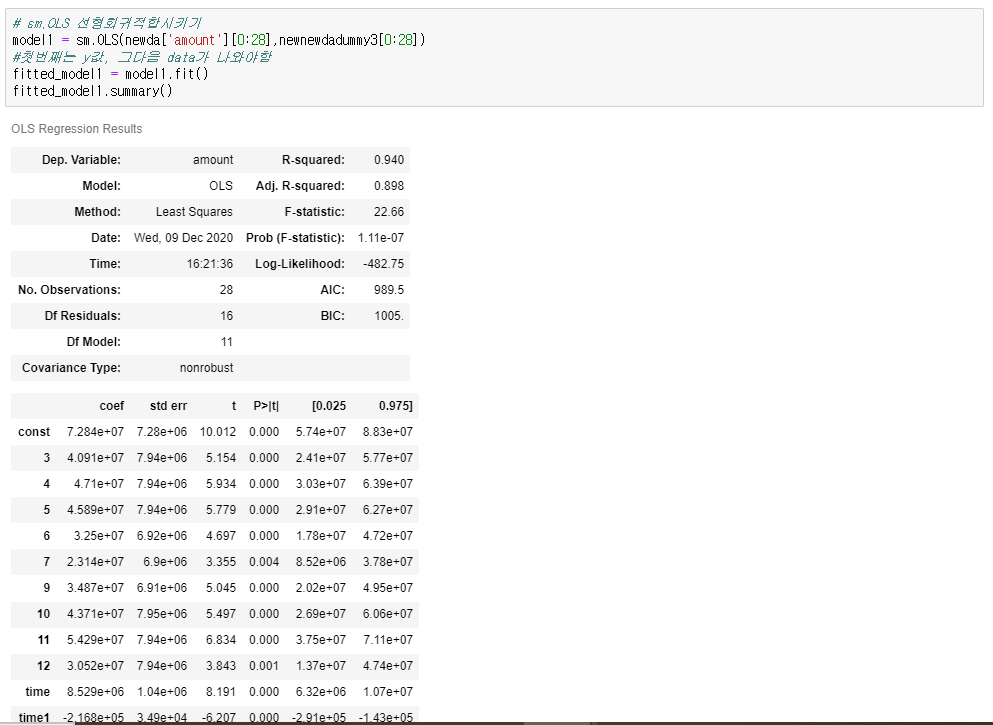 # sm.OLS 선형회귀적합시키기
model1 = sm.OLS(newda['amount'][0:28],newnewdadummy3[0:28])
#첫번째는 y값, 그다음 data가 나와야함
fitted_model1 = model1.fit()
fitted_model1.summary()
OLS Regression Results
Dep. Variable: amount R-squared: 0.940
Model: OLS Adj. R-squared: 0.898
Method: Least Squares F-statistic: 22.66
Date: Wed, 09 Dec 2020 Prob (F-statistic): 1.11e-07
Time: 16:21:36 Log-Likelihood: -482.75
No. Observations: 28 AIC: 989.5
Df Residuals: 16 BIC: 1005.
Df Model: 11
Covariance Type: nonrobust
coef std err t P>|t| [0.025 0.975]
const 7.284e+07 7.28e+06 10.012 0.000 5.74e+07 8.83e+07
3 4.091e+07 7.94e+06 5.154 0.000 2.41e+07 5.77e+07
4 4.71e+07 7.94e+06 5.934 0.000 3.03e+07 6.39e+07
5 4.589e+07 7.94e+06 5.779 0.000 2.91e+07 6.27e+07
6 3.25e+07 6.92e+06 4.697 0.000 1.78e+07 4.72e+07
7 2.314e+07 6.9e+06 3.355 0.004 8.52e+06 3.78e+07
9 3.487e+07 6.91e+06 5.045 0.000 2.02e+07 4.95e+07
10 4.371e+07 7.95e+06 5.497 0.000 2.69e+07 6.06e+07
11 5.429e+07 7.94e+06 6.834 0.000 3.75e+07 7.11e+07
12 3.052e+07 7.94e+06 3.843 0.001 1.37e+07 4.74e+07
time 8.529e+06 1.04e+06 8.191 0.000 6.32e+06 1.07e+07
time1 -2.168e+05 3.49e+04 -6.207 0.000 -2.91e+05 -1.43e+05